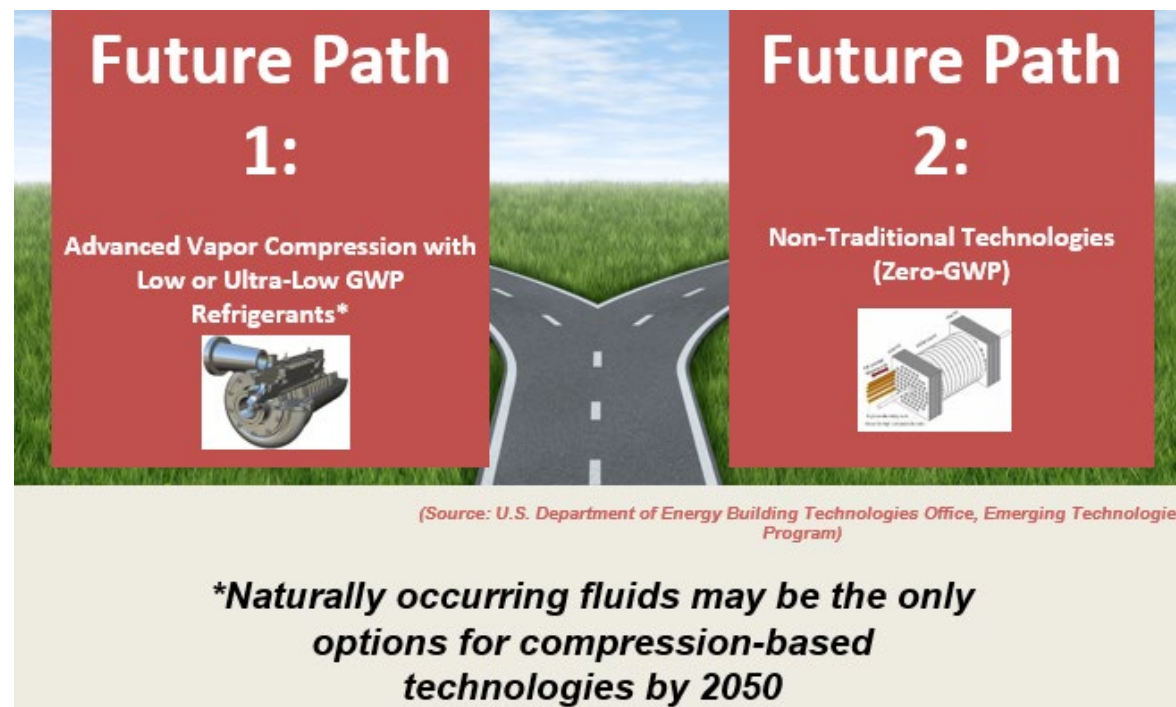 Future Path
1:
Advanced Vapor Compression with
Low or Ultra-Low GWP
Refrigerants*
Future Path
2:
Non-Traditional Technologies
(Zero-GWP)
(Source: U.S. Department of Energy Building Technologies Office, Emerging Technologie
Program)
*Naturally occurring fluids may be the only
options for compression-based
technologies by 2050